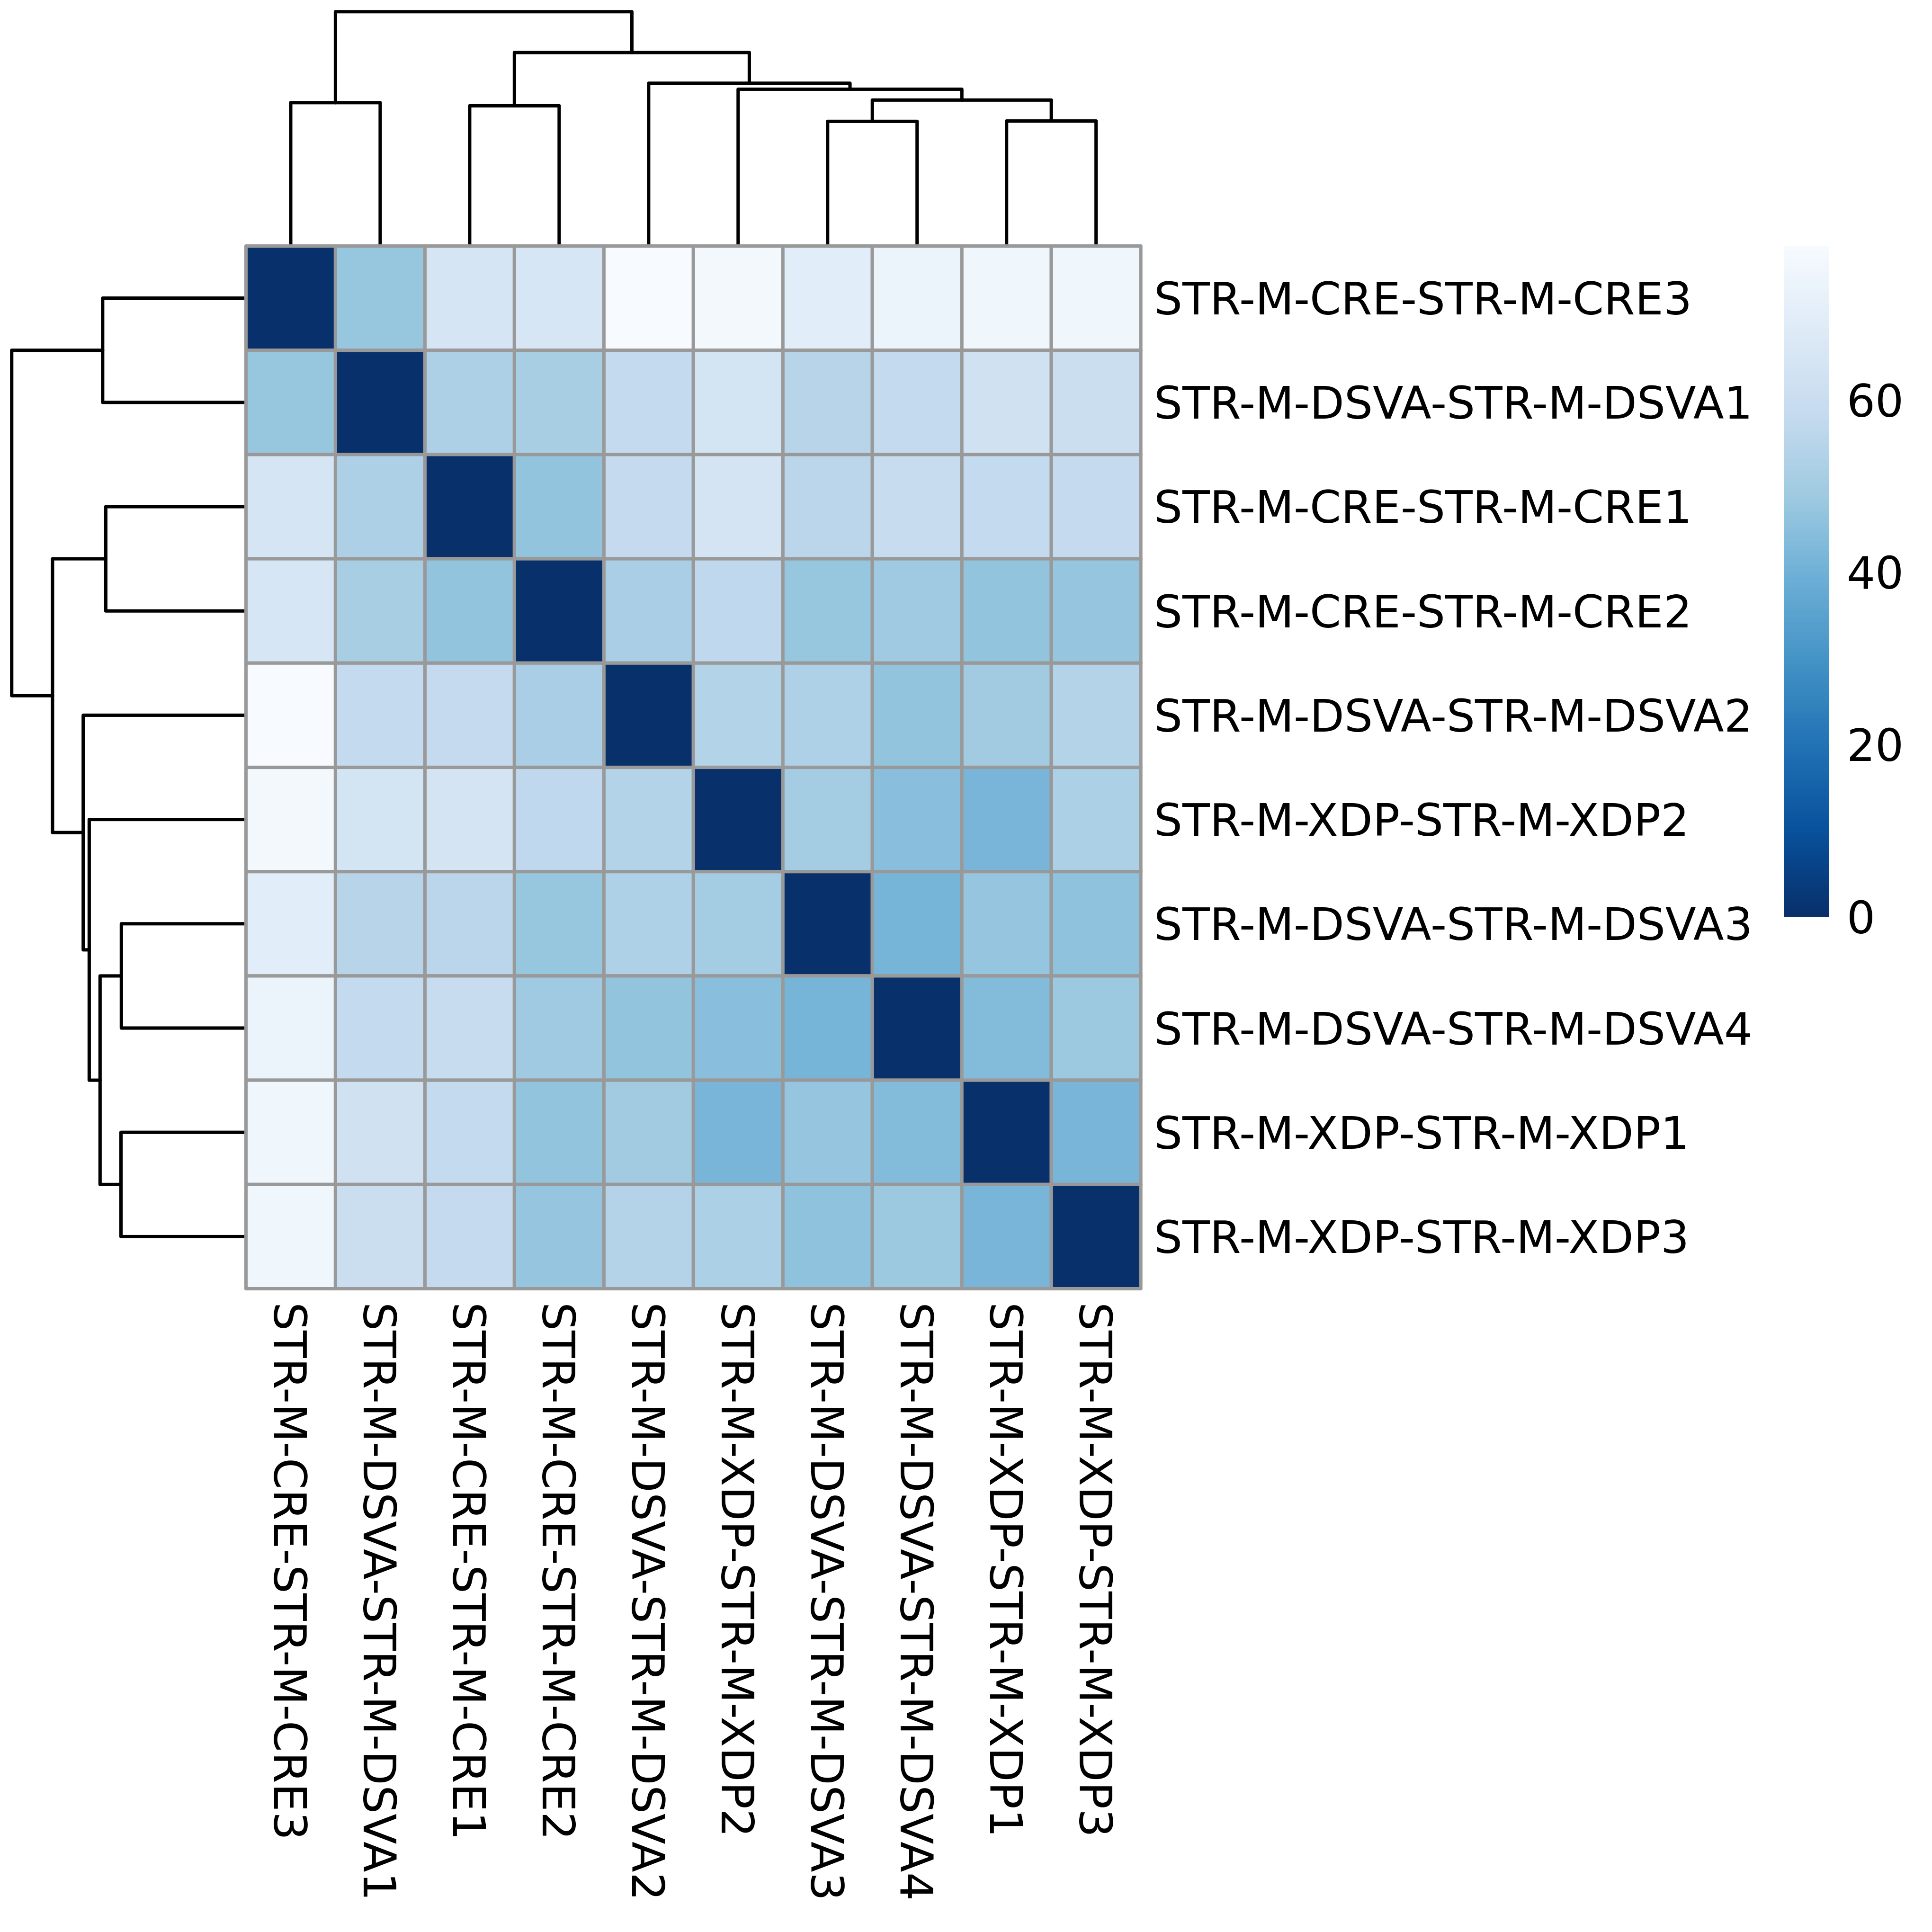 STR-M-CRE-STR-M-CRE3
STR-M-DSVA-STR-M-DSVA1
STR-M-CRE-STR-M-CRE1
STR-M-CRE-STR-M-CRE2
STR-M-DSVA-STR-M-DSVA2
STR-M-XDP-STR-M-XDP2
STR-M-DSVA-STR-M-DSVA3
STR-M-DSVA-STR-M-DSVA4
STR-M-XDP-STR-M-XDP1
STR-M-XDP-STR-M-XDP3
60
40
20
0
STR-M-CRE-STR-M-CRE3
STR-M-DSVA-STR-M-DSVA1
STR-M-CRE-STR-M-CRE1
STR-M-CRE-STR-M-CRE2
STR-M-DSVA-STR-M-DSVA2
STR-M-XDP-STR-M-XDP2
STR-M-DSVA-STR-M-DSVA3
STR-M-DSVA-STR-M-DSVA4
STR-M-XDP-STR-M-XDP1
STR-M-XDP-STR-M-XDP3